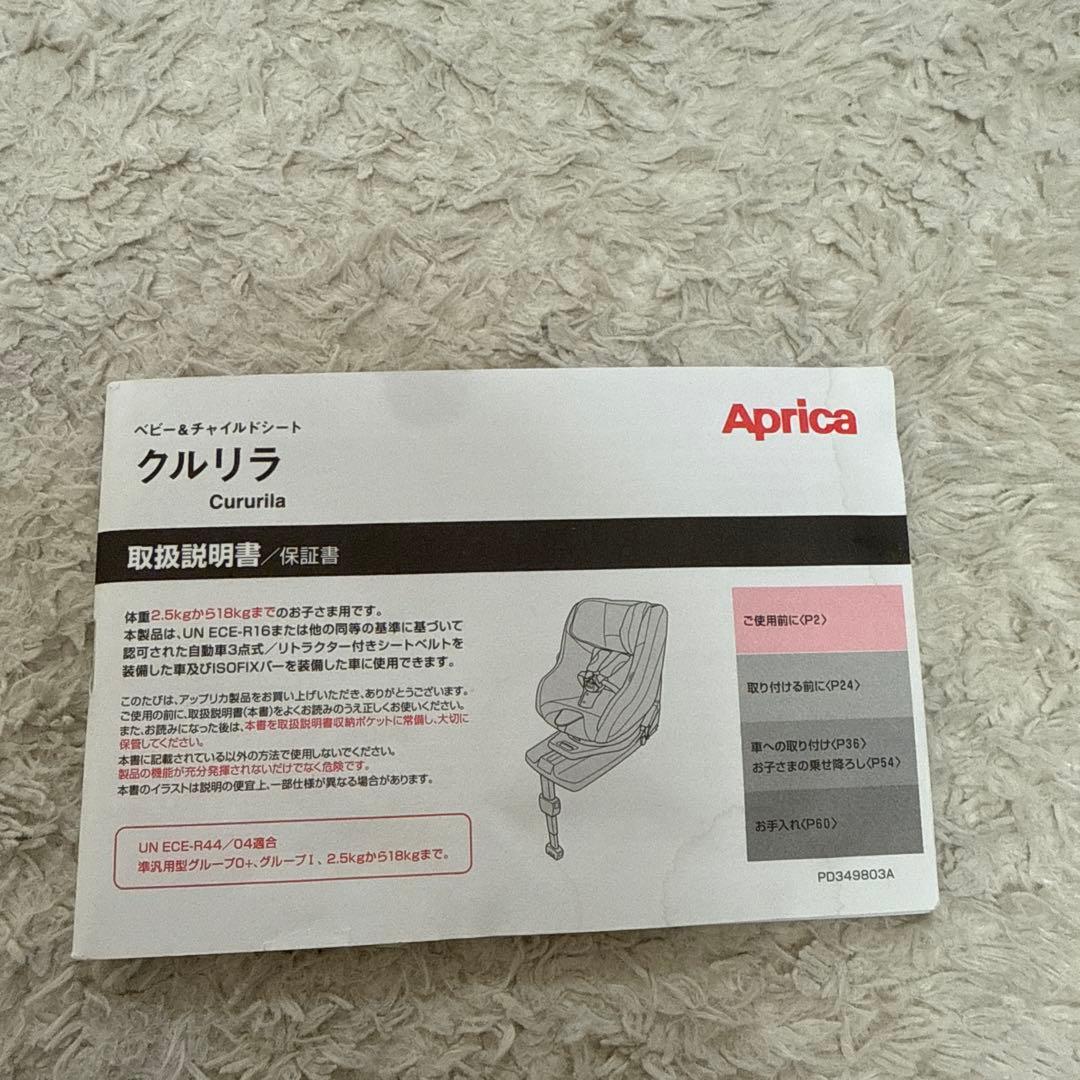 ベビー&チャイルドシート
クルリラ
Cururila
Aprica
取扱説明書／保証書
体重2.5kgから18kgまでのお子さま用です。
本製品は、UN ECE-R16または他の同等の基準に基づいて
認可された自動車3点式／リトラクター付きシートベルトを
装備した車及びISOFIXバーを装備した車に使用できます。
このたびは、アップリカ製品をお買い上げいただき、ありがとうございます。
ご使用の前に、取扱説明書(本書)をよくお読みのうえ正しくお使いください。
また、お読みになった後は、本書を取扱説明書収納ポケットに常備し、大切に
保管してください。
本書に記載されている以外の方法で使用しないでください。
製品の機能が充分発揮されないだけでなく危険です。
本書のイラストは説明の便宜上、一部仕様が異なる場合があります。
UN ECE-R44／04適合
準汎用型グループ0+、グループⅠ、2.5kgから18kgまで。
ご使用前に〈P2〉
取り付ける前に〈P24〉
車への取り付け〈P36〉
お子さまの乗せ降ろし〈P54〉
お手入れ〈P60〉
PD349803A